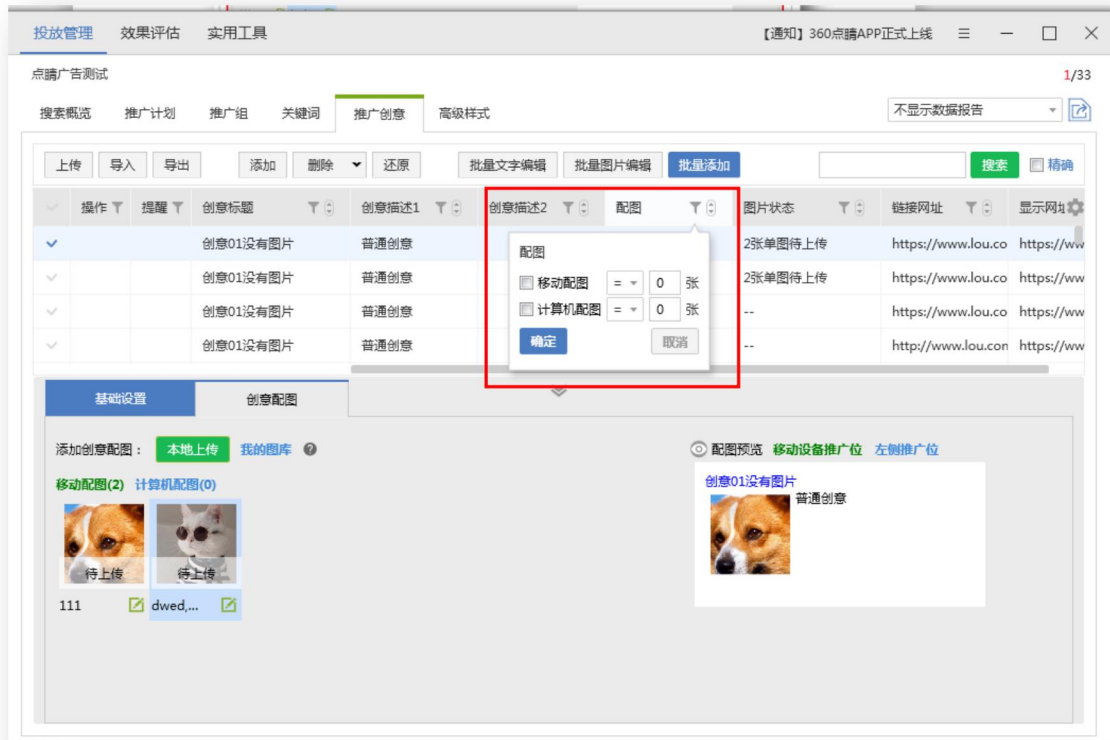 投放管理 效果评估 实用工具 【通知】360点睛APP正式上线
点睛广告测试 1/33
搜索概览 推广计划 推广组 关键词 推广创意 高级样式 不显示数据报告
上传 导入 导出 添加 删除 还原 批量文字编辑 批量图片编辑 批量添加 搜索 精确
操作 提醒 创意标题 创意描述1 创意描述2 配图 图片状态 链接网址 显示网址
创意01没有图片 普通创意 2张单图待上传 https://www.lou.co https://ww
创意01没有图片 普通创意 2张单图待上传 https://www.lou.co https://ww
创意01没有图片 普通创意 -- https://www.lou.co https://ww
创意01没有图片 普通创意 -- http://www.lou.con https://ww
配图
移动配图 = 0 张
计算机配图 = 0 张
确定 取消
基础设置 创意配图
添加创意配图： 本地上传 我的图库 配图预览 移动设备推广位 左侧推广位
移动配图(2) 计算机配图(0) 创意01没有图片
普通创意
待上传 待上传
111 dwed,...